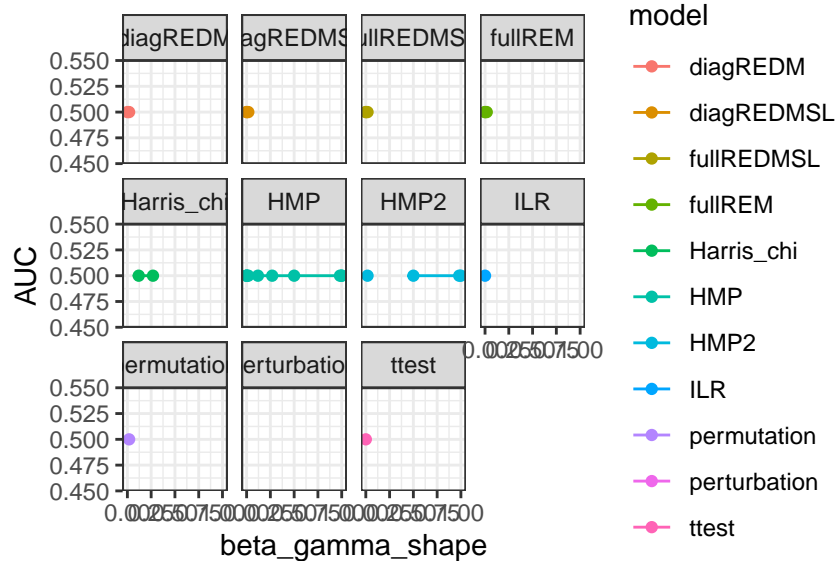 model
diagREDM
agREDMS
ullREDMS
fullREM
0.550
0.525
0.500
0.475
0.450
Harris_chi
HMP
HMP2
ILR
0.550
0.525
0.500
0.475
0.450
ermutation
erturbatio
ttest
0.550
0.525
0.500
0.475
0.450
AUC
beta_gamma_shape
diagREDM
diagREDMSL
fullREDMSL
fullREM
Harris_chi
HMP
HMP2
ILR
permutation
perturbation
ttest